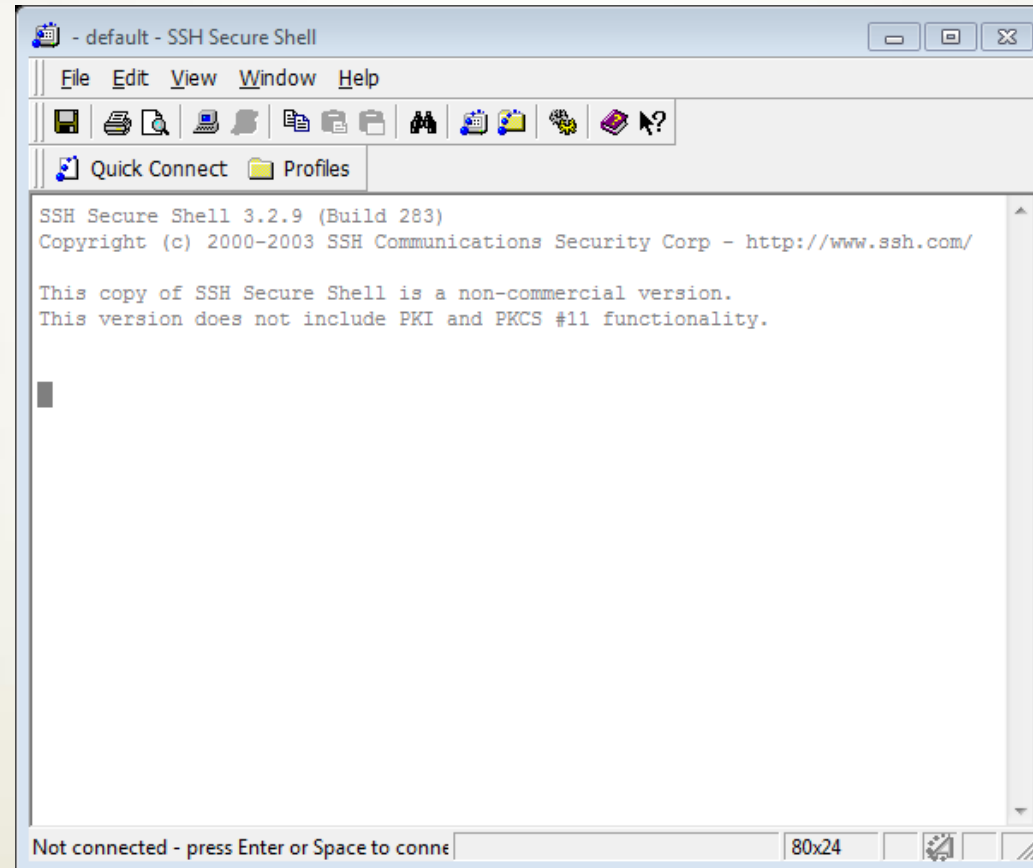 - default - SSH Secure Shell
File Edit View Window Help
Quick Connect Profiles
SSH Secure Shell 3.2.9 (Build 283)
Copyright (c) 2000-2003 SSH Communications Security Corp - http://www.ssh.com/
This copy of SSH Secure Shell is a non-commercial version.
This version does not include PKI and PKCS #11 functionality.
Not connected - press Enter or Space to conne 80x24